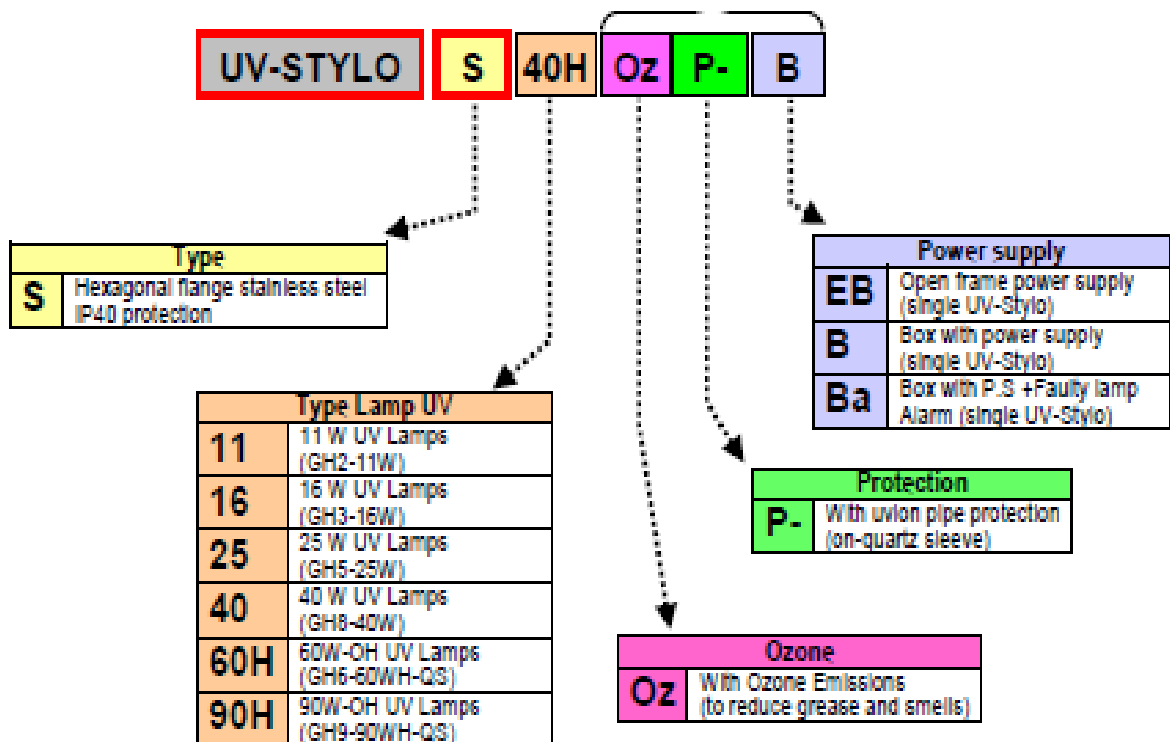 UV-STYLO S 40H Oz P- B
Type
S Hexagonal flange stainless steel
IP40 protection
Power supply
EB Open frame power supply
(single UV-Stylo)
B Box with power supply
(single UV-Stylo)
Ba Box with P.S +Faulty lamp
Alarm (single UV-Stylo)
Type Lamp UV
11 11 W UV Lamps
(GH2-11W)
16 16 W UV Lamps
(GH3-16W)
25 25 W UV Lamps
(GH5-25W)
40 40 W UV Lamps
(GH8-40W)
60H 60W-OH UV Lamps
(GH6-60WH-QS)
90H 90W-OH UV Lamps
(GH9-90WH-QS)
Protection
P- With uvlon pipe protection
(on-quartz sleeve)
Ozone
Oz With Ozone Emissions
(to reduce grease and smells)